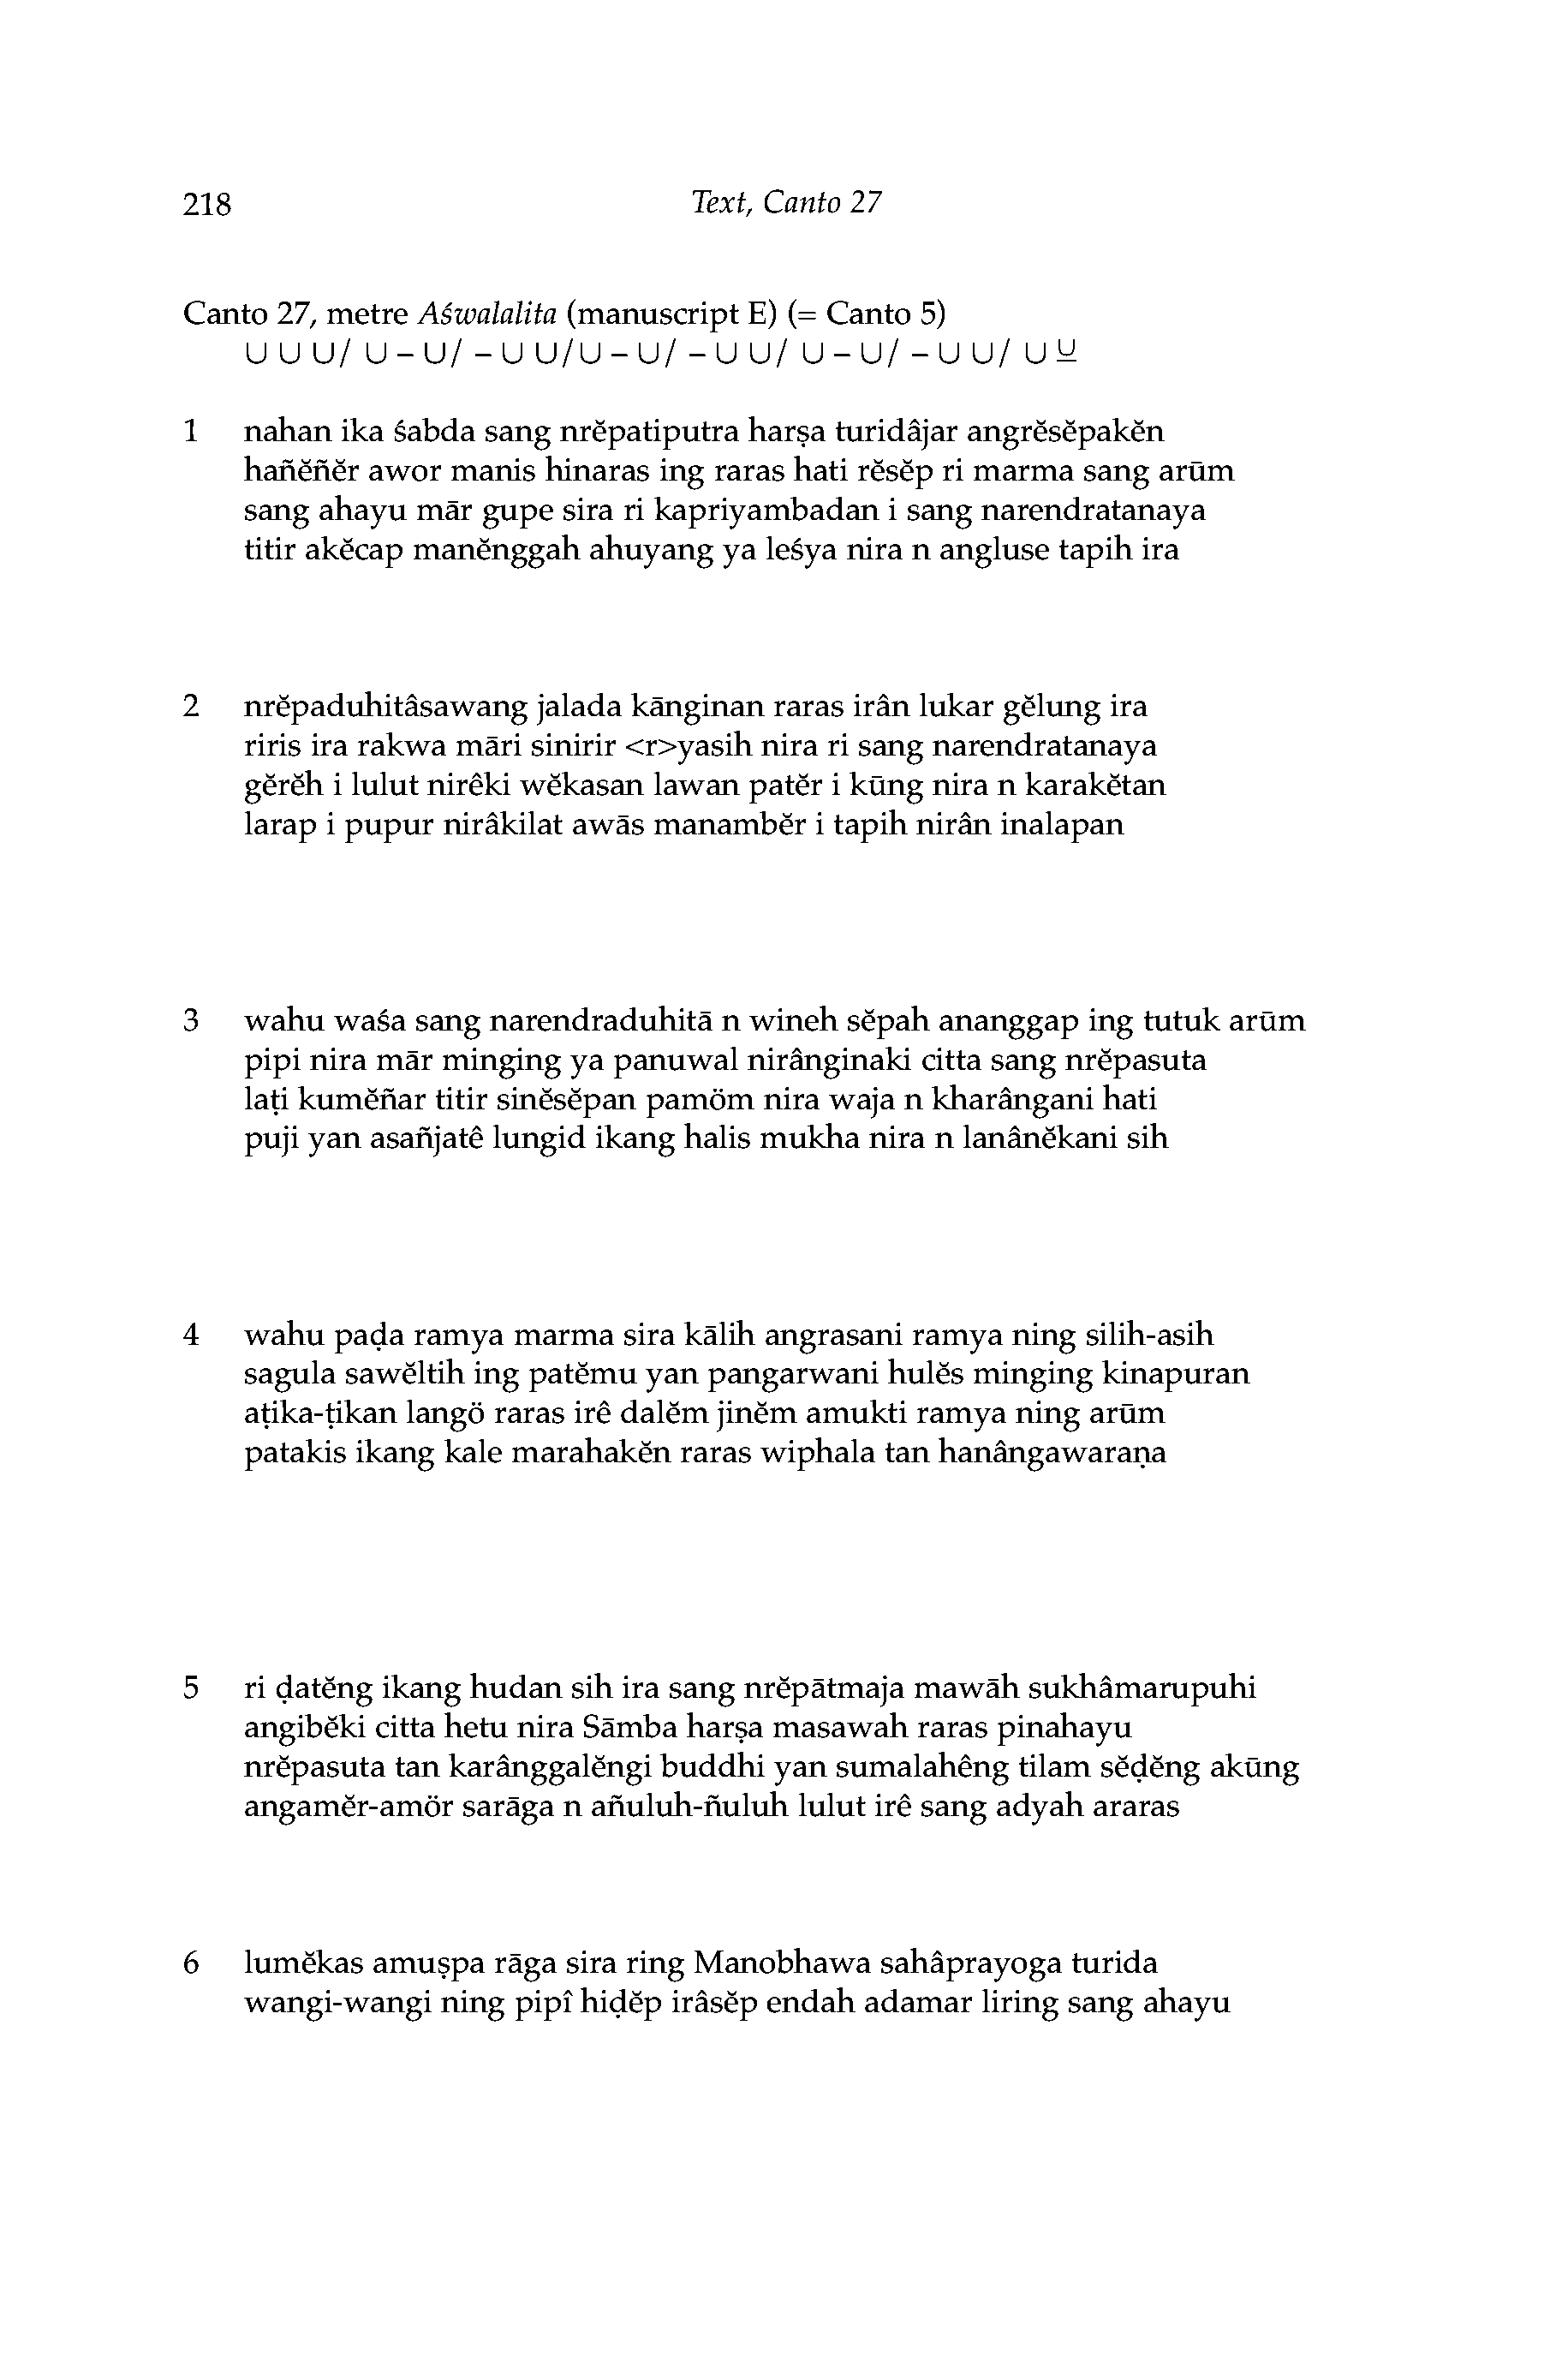 218 Text, Canto 27
Canto 27, metre Aśwalalita (manuscript E) (= Canto 5)
∪ ∪ ∪/ ∪ – ∪/ – ∪ ∪/∪ – ∪/ – ∪ ∪/ ∪ – ∪/ – ∪ ∪/ ∪ ⊻
1 nahan ika śabda sang nrĕpatiputra harṣa turidâjar angrĕsĕpakĕn
hañĕñĕr awor manis hinaras ing raras hati rĕsĕp ri marma sang arūm
sang ahayu mār gupe sira ri kapriyambadan i sang narendratanaya
titir akĕcap manĕnggah ahuyang ya leśya nira n angluse tapih ira
2 nrĕpaduhitâsawang jalada kānginan raras irân lukar gĕlung ira
riris ira rakwa māri sinirir <r>yasih nira ri sang narendratanaya
gĕrĕh i lulut nirêki wĕkasan lawan patĕr i kūng nira n karakĕtan
larap i pupur nirâkilat awās manambĕr i tapih nirân inalapan
3 wahu waśa sang narendraduhitā n wineh sĕpah ananggap ing tutuk arūm
pipi nira mār minging ya panuwal nirânginaki citta sang nrĕpasuta
laṭi kumĕñar titir sinĕsĕpan pamöm nira waja n kharângani hati
puji yan asañjatê lungid ikang halis mukha nira n lanânĕkani sih
4 wahu paḍa ramya marma sira kālih angrasani ramya ning silih-asih
sagula sawĕltih ing patĕmu yan pangarwani hulĕs minging kinapuran
aṭika-ṭikan langö raras irê dalĕm jinĕm amukti ramya ning arūm
patakis ikang kale marahakĕn raras wiphala tan hanângawaraṇa
5 ri ḍatĕng ikang hudan sih ira sang nrĕpātmaja mawāh sukhâmarupuhi
angibĕki citta hetu nira Sāmba harṣa masawah raras pinahayu
nrĕpasuta tan karânggalĕngi buddhi yan sumalahêng tilam sĕḍĕng akūng
angamĕr-amör sarāga n añuluh-ñuluh lulut irê sang adyah araras
6 lumĕkas amuṣpa rāga sira ring Manobhawa sahâprayoga turida
wangi-wangi ning pipî hiḍĕp irâsĕp endah adamar liring sang ahayu